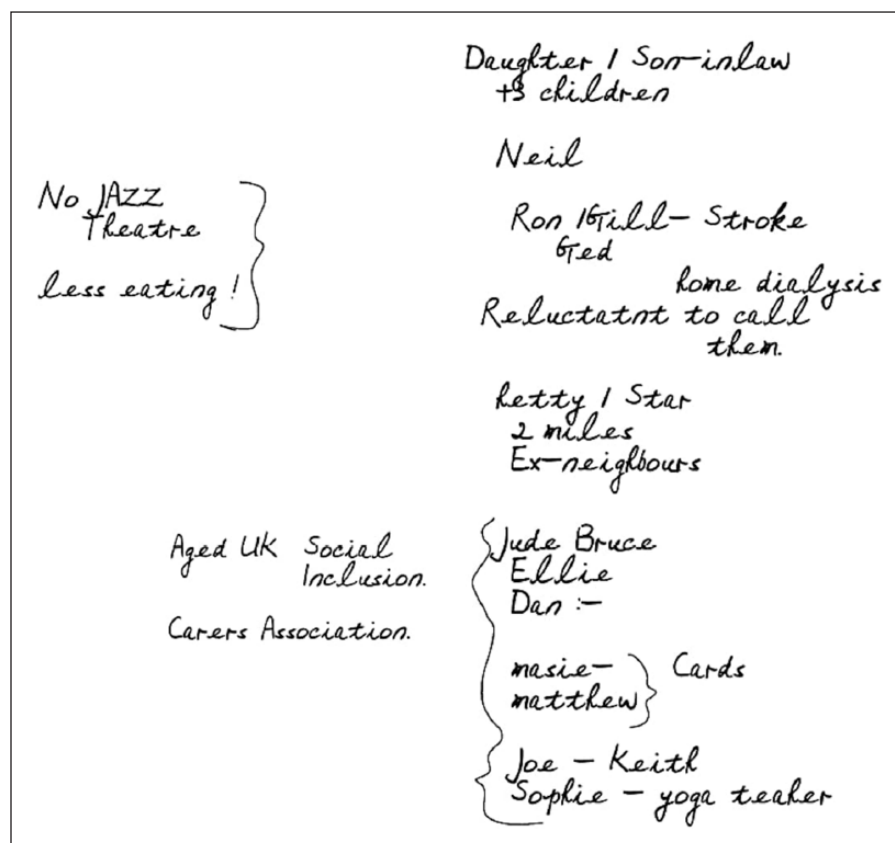 Daughter / Son-inlaw
+3 children
Neil
No JAZZ
Theatre
less eating !
Ron / Gill - Stroke
Ged
home dialysis
Reluctatnt to call
them.
hetty / Star
2 miles
Ex-neighbours
Aged UK Social
Inclusion.
Carers Association.
Jude Bruce
Ellie
Dan :-
masie-
matthew
Cards
Joe - Keith
Sophie - yoga teaher